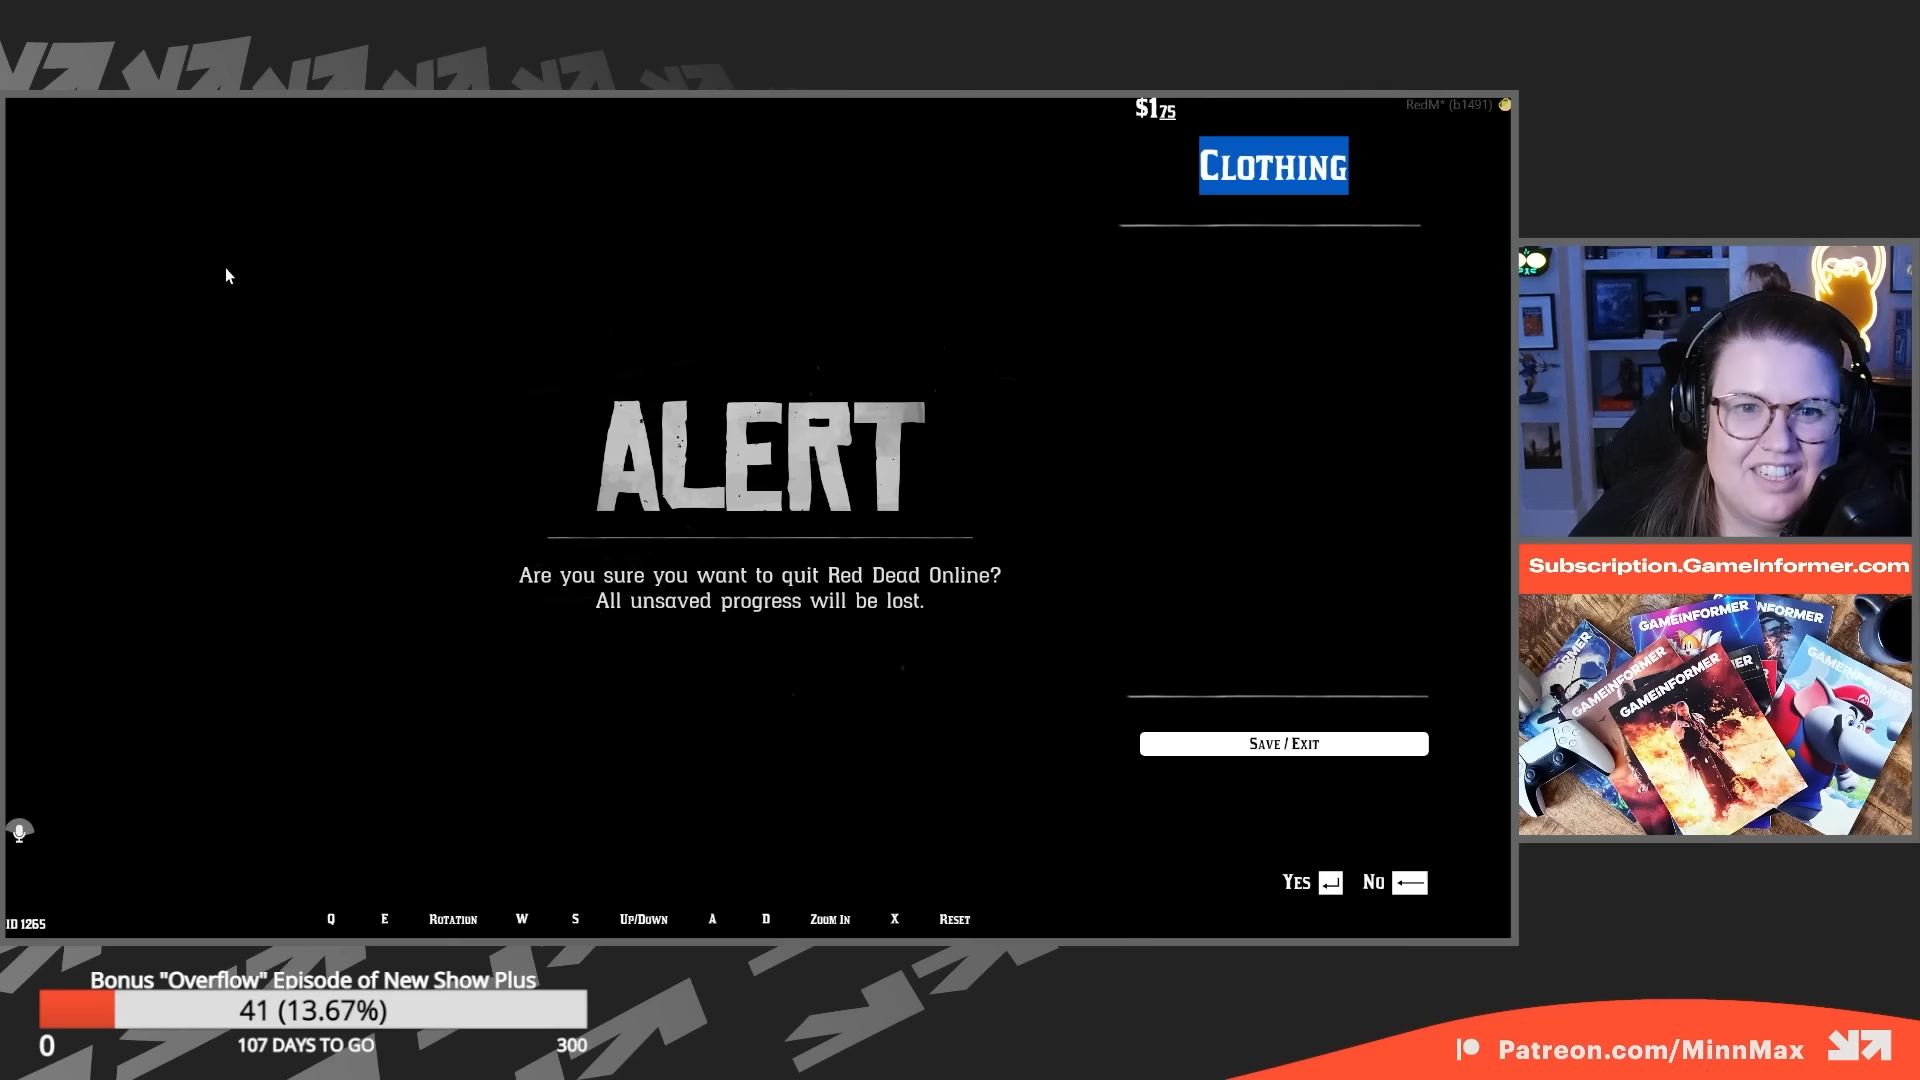 $1 75
RedM* (b1491)
CLOTHING
ALERT
Are you sure you want to quit Red Dead Online?
All unsaved progress will be lost.
SAVE / EXIT
YES NO
ID 1265
Q E ROTATION W S UP/DOWN A D ZOOM IN X RESET
Subscription.GameInformer.com
GAMEINFORMER
GAMEINFORMER
GAMEINFORMER
GAMEINFORMER
Bonus "Overflow" Episode of New Show Plus
41 (13.67%)
0 107 DAYS TO GO 300
Patreon.com/MinnMax